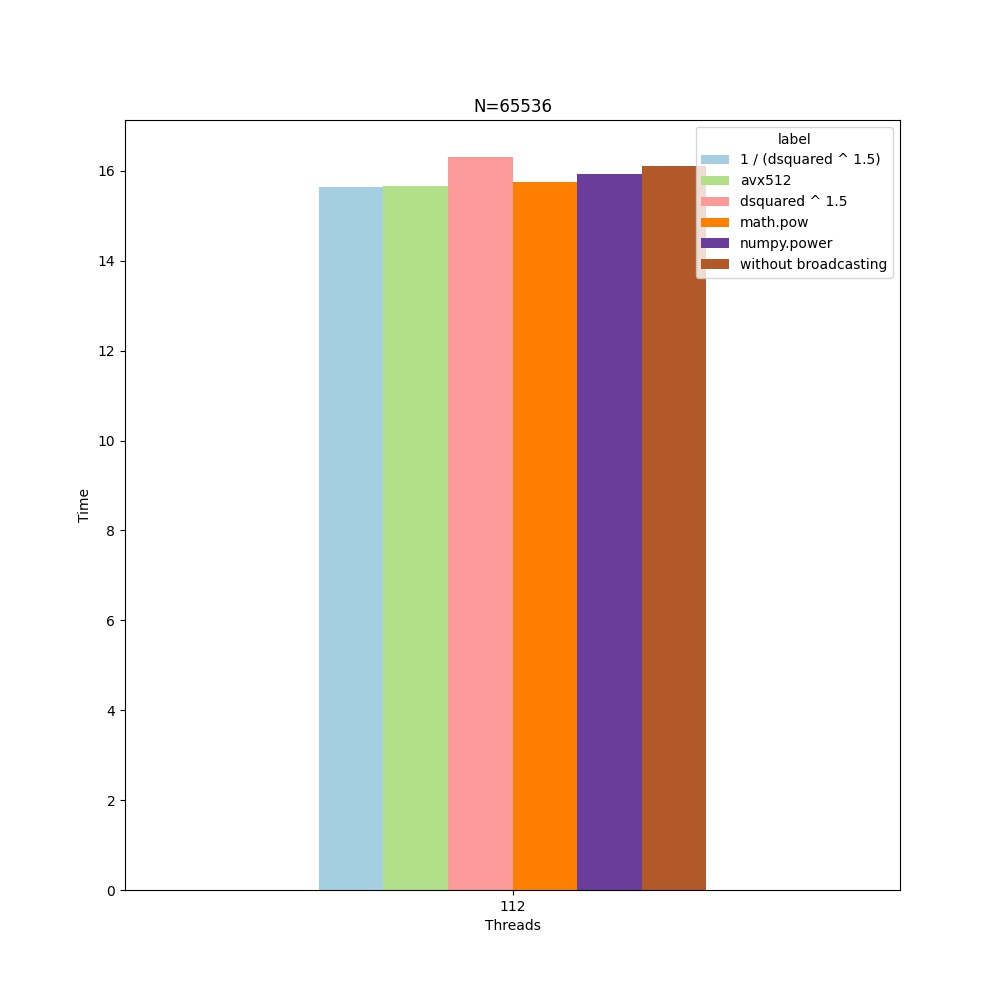 N=65536
label
1 / (dsquared ^ 1.5)
avx512
dsquared ^ 1.5
math.pow
numpy.power
without broadcasting
16
14
12
10
8
6
4
2
0
Time
112
Threads